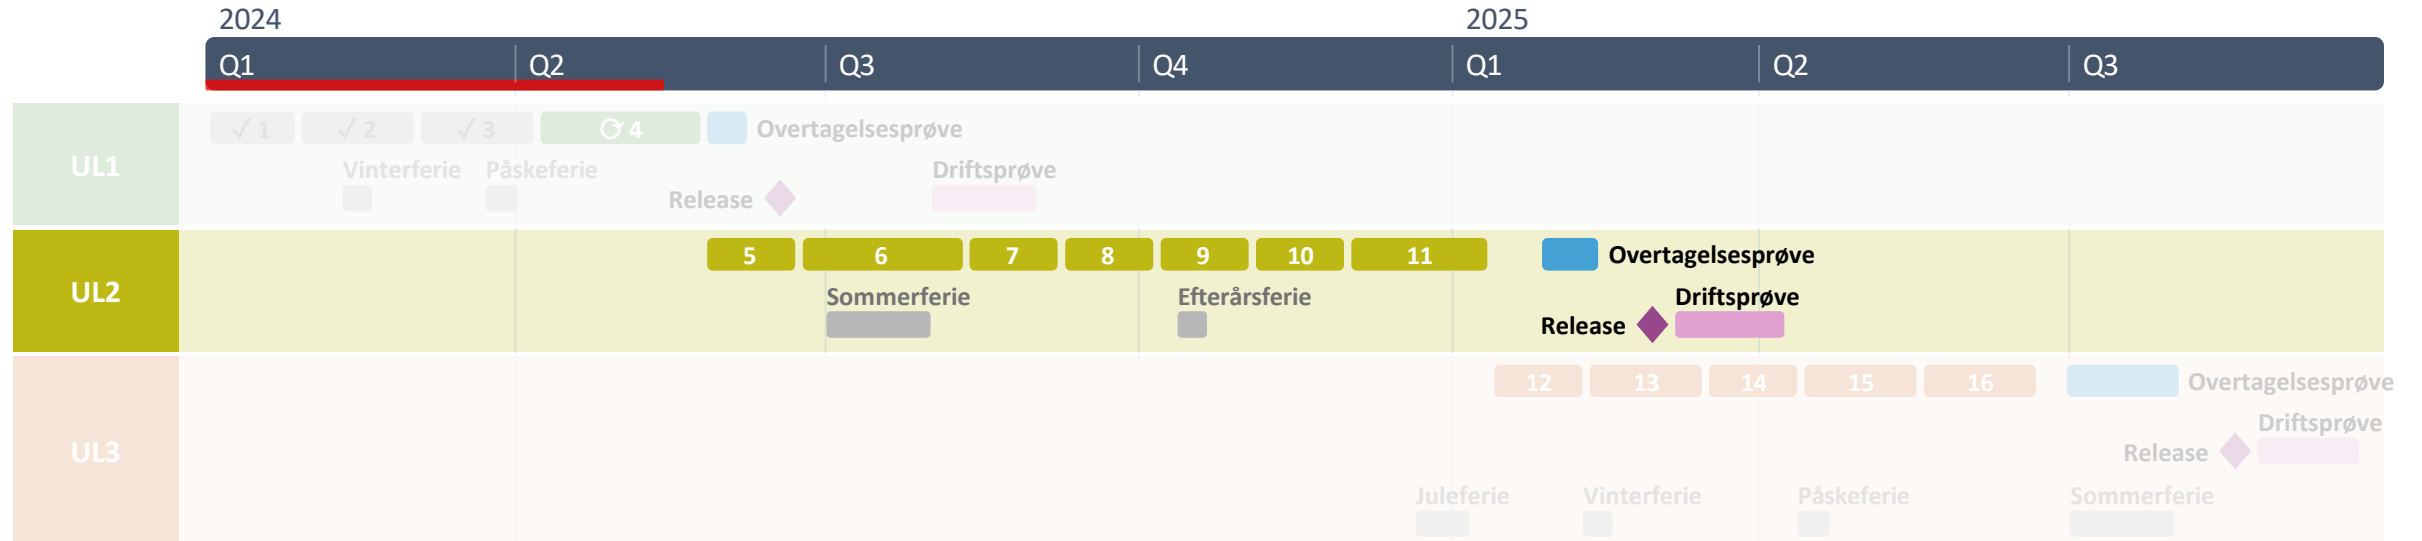 2024 2025
Q1 Q2 Q3 Q4 Q1 Q2 Q3
UL1
✓ 1 ✓ 2 ✓ 3 ⟳ 4 Overtagelsesprøve
Vinterferie Påskeferie Driftsprøve
Release
UL2
5 6 7 8 9 10 11 Overtagelsesprøve
Sommerferie Efterårsferie Driftsprøve
Release
UL3
12 13 14 15 16 Overtagelsesprøve
Driftsprøve
Release
Juleferie Vinterferie Påskeferie Sommerferie